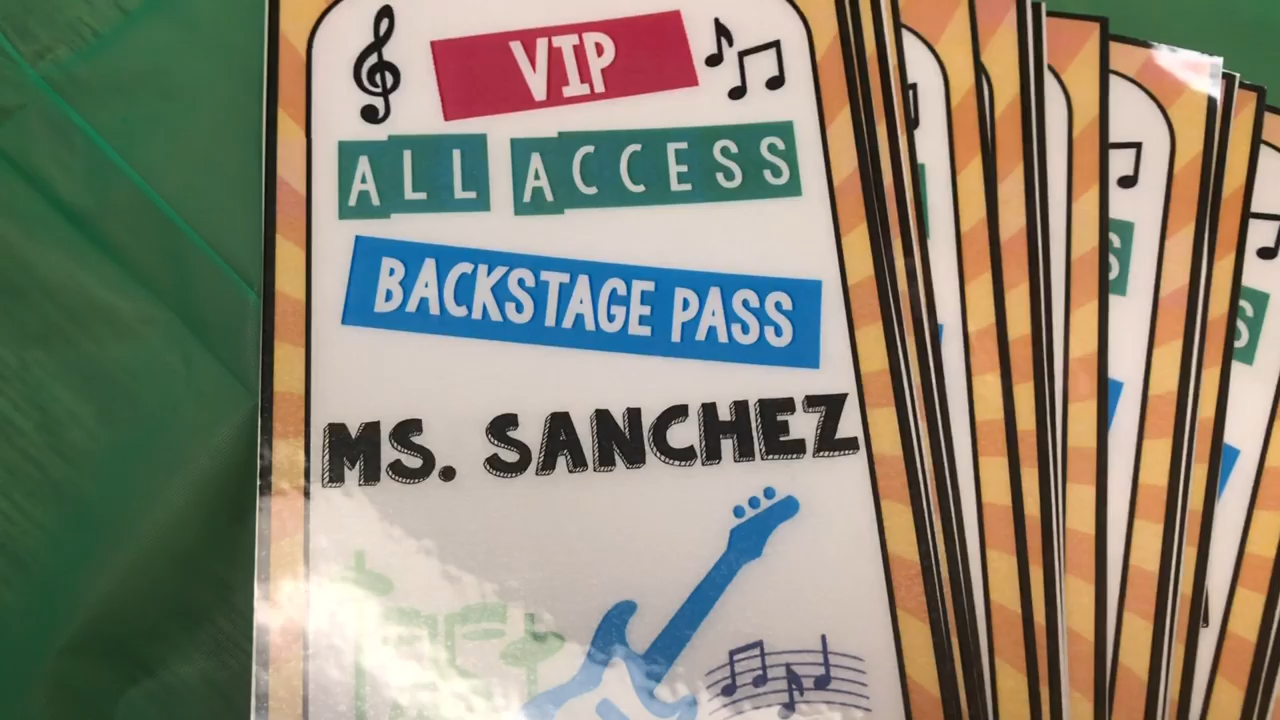 VIP
ALL ACCESS
BACKSTAGE PASS
MS. SANCHEZ
S
S